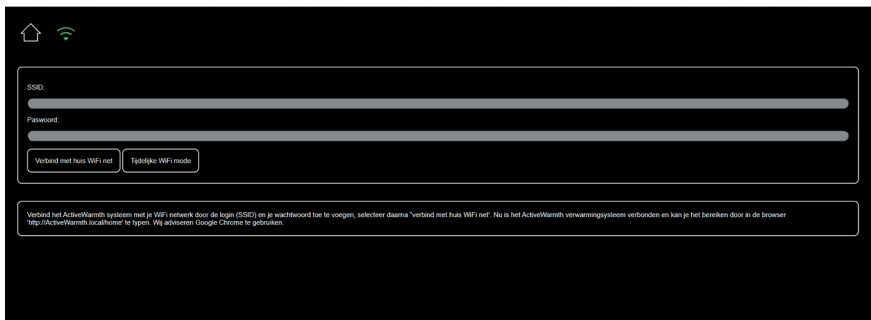 SSID:
Paswoord:
Verbind met huis WiFi net
Tijdelijke WiFi mode
Verbind het ActiveWarmth systeem met je WiFi netwerk door de login (SSID) en je wachtwoord toe te voegen, selecteer daarna 'verbind met huis WiFi net'. Nu is het ActiveWarmth verwarmingsysteem verbonden en kan je het bereiken door in de browser
'http://ActiveWarmth.local/home' te typen. Wij adviseren Google Chrome te gebruiken.